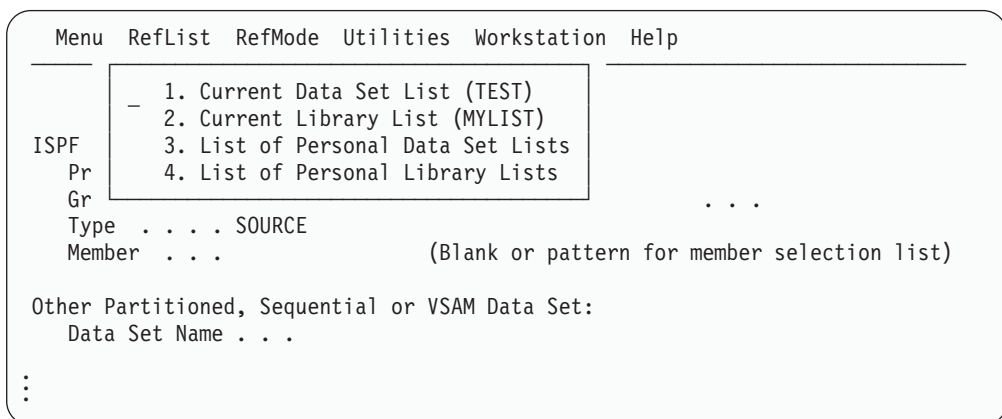 Menu RefList RefMode Utilities Workstation Help
_ 1. Current Data Set List (TEST)
2. Current Library List (MYLIST)
ISPF 3. List of Personal Data Set Lists
Pr 4. List of Personal Library Lists
Gr . . .
Type . . . . SOURCE
Member . . . (Blank or pattern for member selection list)
Other Partitioned, Sequential or VSAM Data Set:
Data Set Name . . .